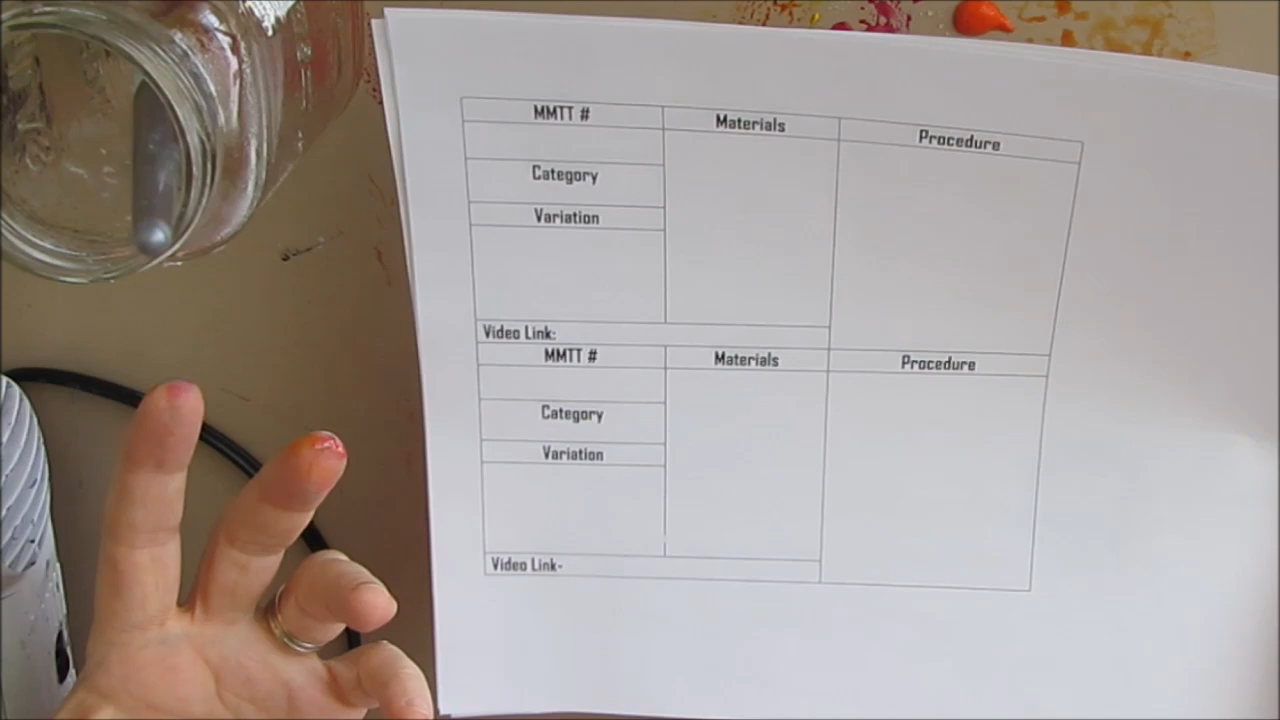 MMTT # Materials Procedure
Category
Variation
Video Link:
MMTT # Materials Procedure
Category
Variation
Video Link-